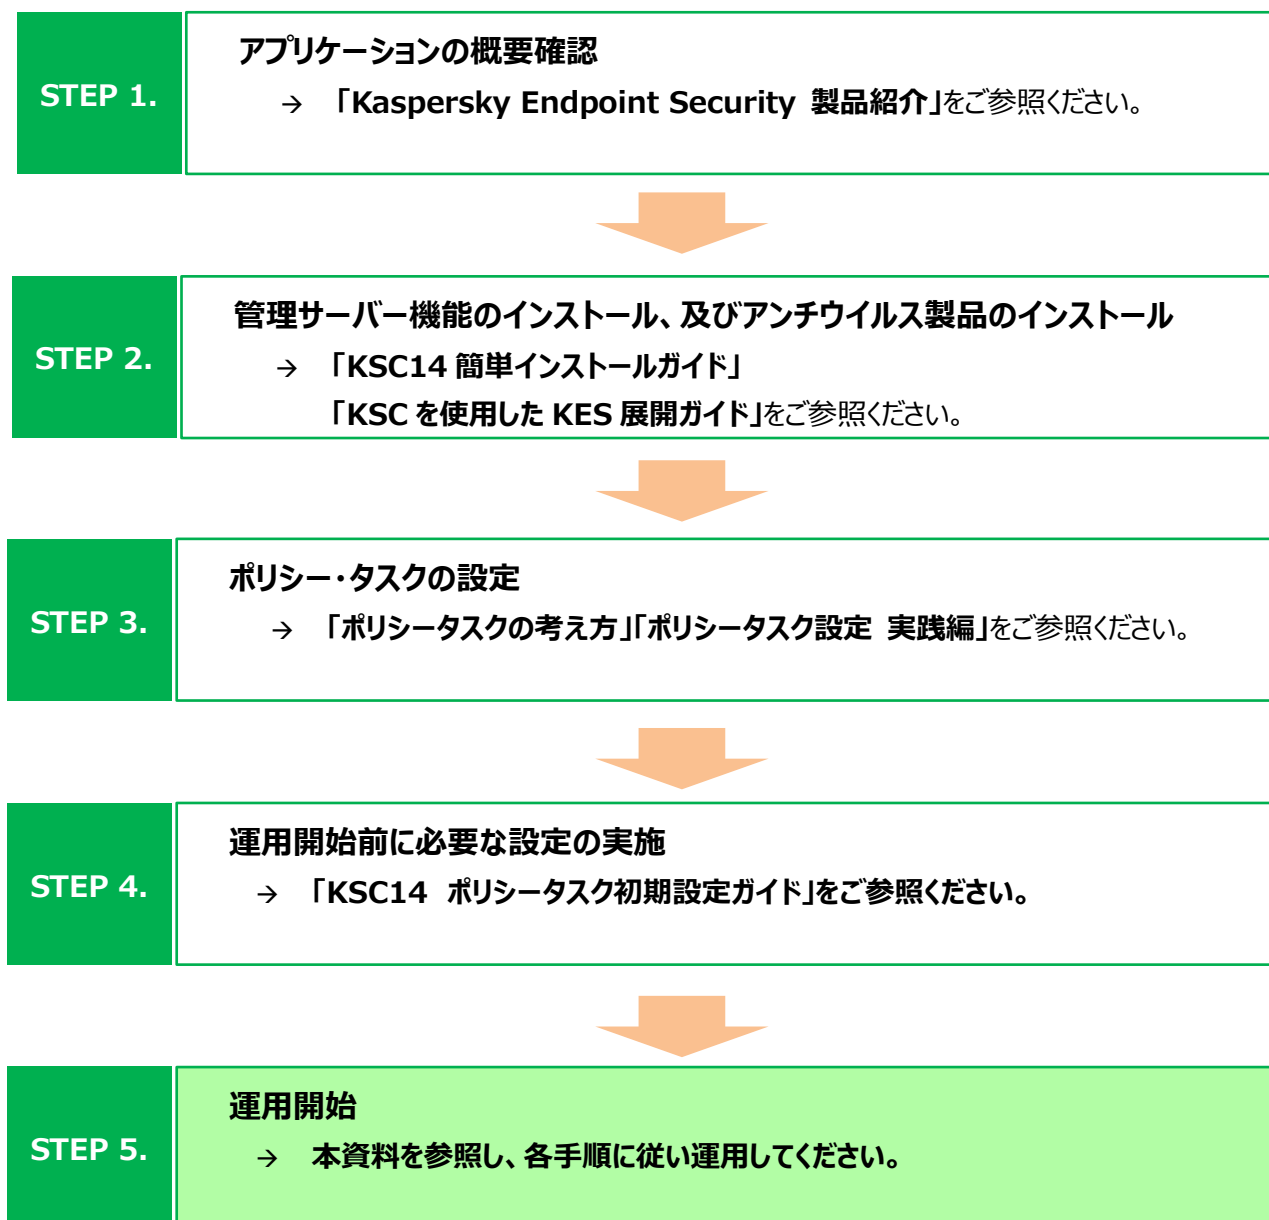 STEP 1.
アプリケーションの概要確認
→ 「Kaspersky Endpoint Security 製品紹介」をご参照ください。
STEP 2.
管理サーバー機能のインストール、及びアンチウイルス製品のインストール
→ 「KSC14 簡単インストールガイド」
「KSC を使用した KES 展開ガイド」をご参照ください。
STEP 3.
ポリシー・タスクの設定
→ 「ポリシータスクの考え方」「ポリシータスク設定 実践編」をご参照ください。
STEP 4.
運用開始前に必要な設定の実施
→ 「KSC14 ポリシータスク初期設定ガイド」をご参照ください。
STEP 5.
運用開始
→ 本資料を参照し、各手順に従い運用してください。